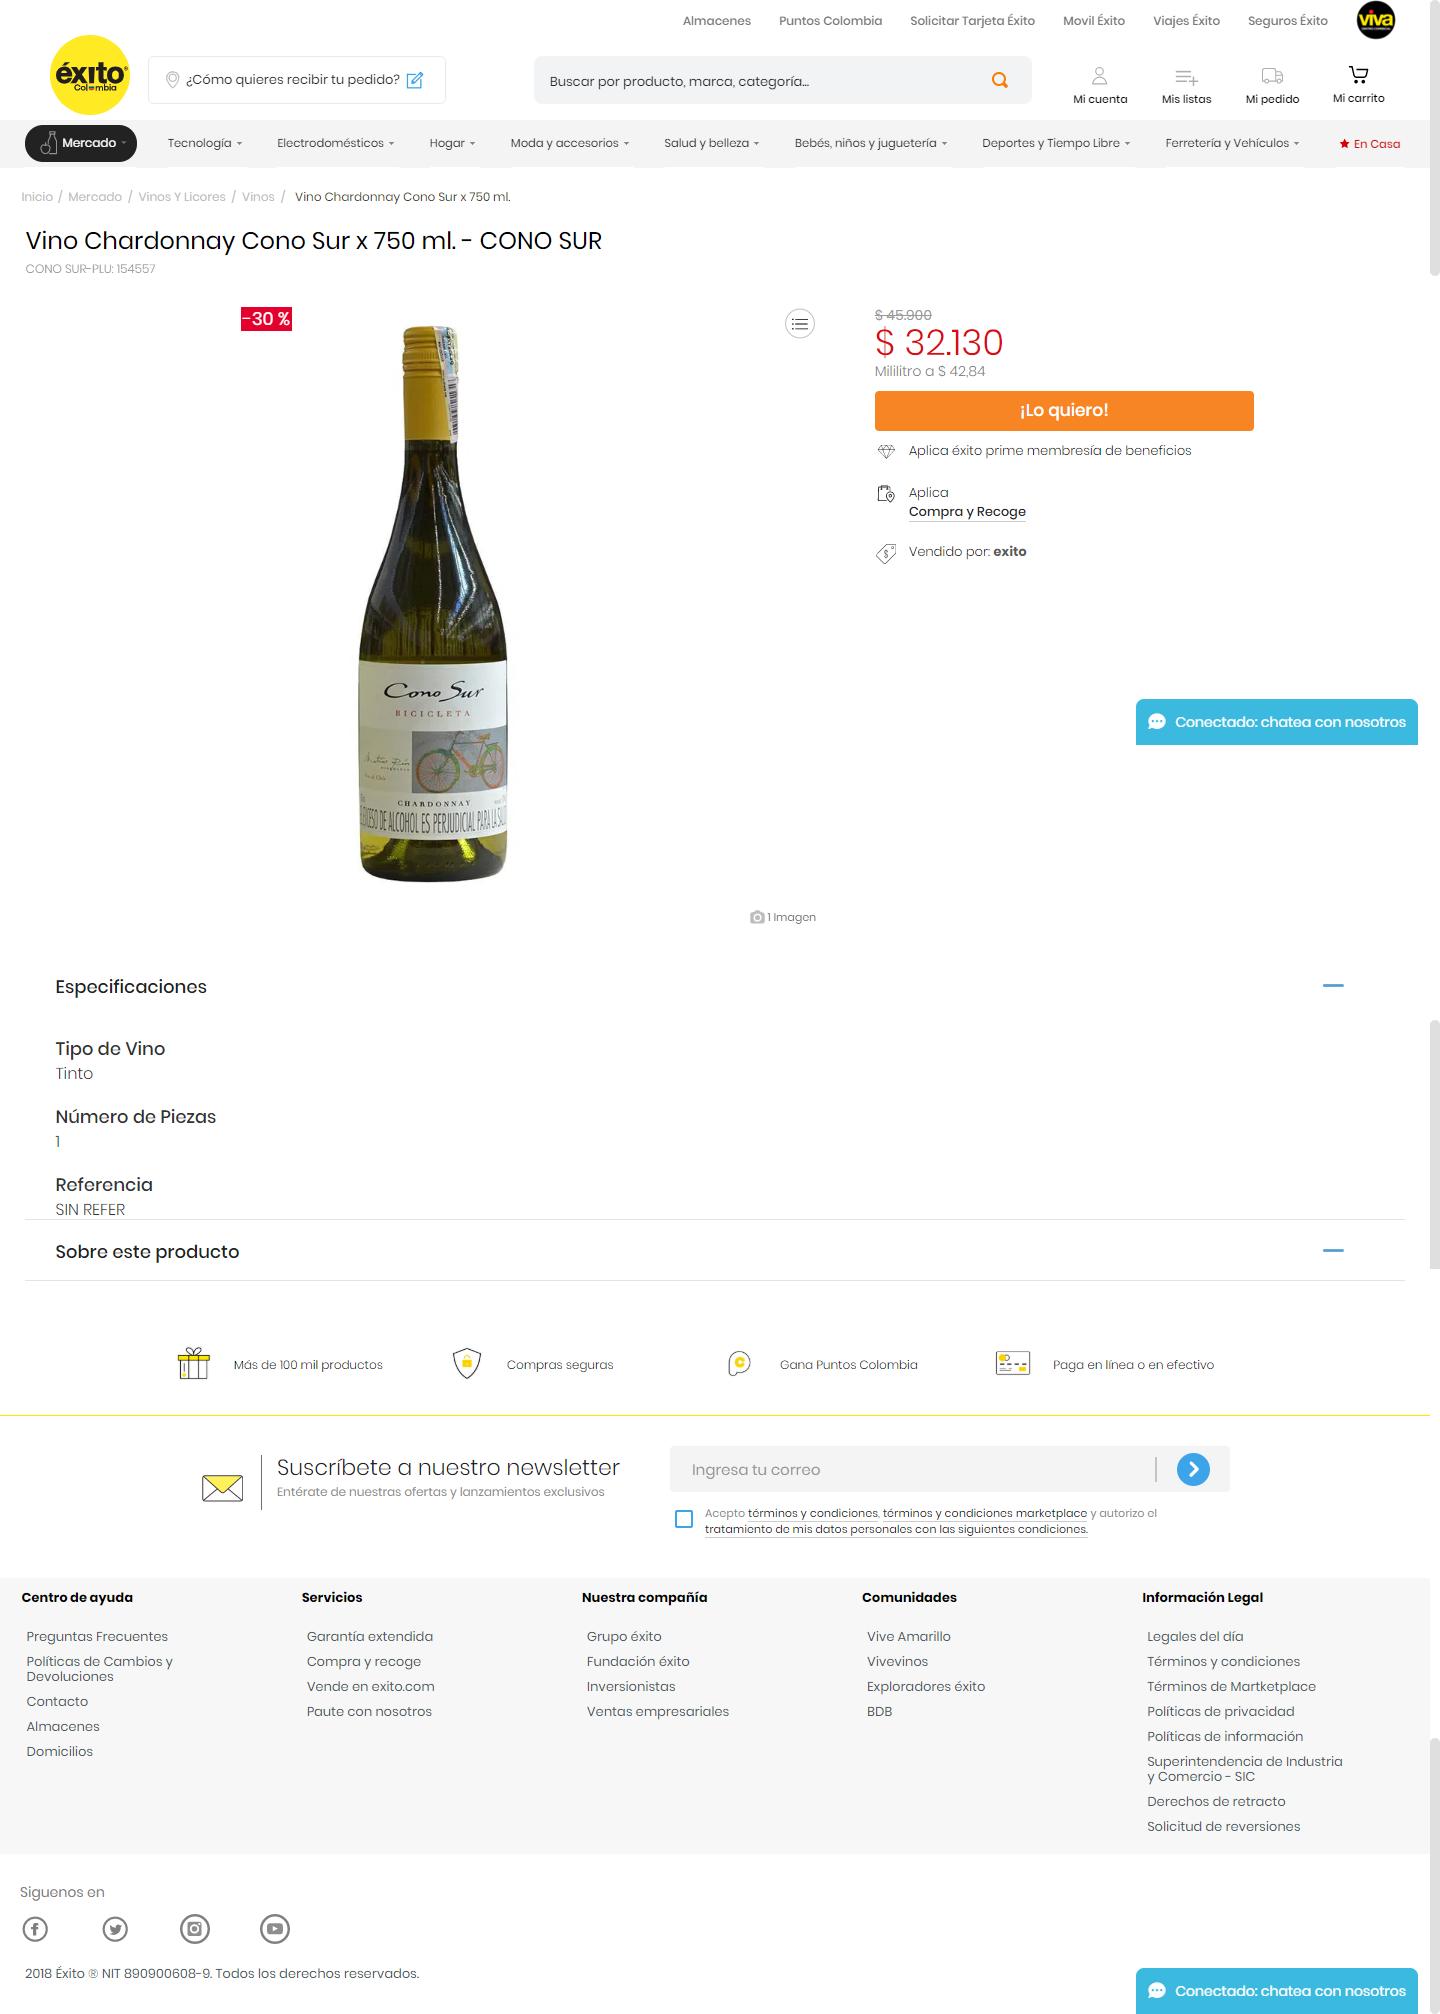 Almacenes Puntos Colombia Solicitar Tarjeta Éxito Movil Éxito Viajes Éxito Seguros Éxito viva
éxito
Colombia
¿Cómo quieres recibir tu pedido?
Buscar por producto, marca, categoría...
Mi cuenta Mis listas Mi pedido Mi carrito
Mercado Tecnología Electrodomésticos Hogar Moda y accesorios Salud y belleza Bebés, niños y juguetería Deportes y Tiempo Libre Ferretería y Vehículos En Casa
Inicio / Mercado / Vinos Y Licores / Vinos / Vino Chardonnay Cono Sur x 750 ml.
Vino Chardonnay Cono Sur x 750 ml. - CONO SUR
CONO SUR-PLU: 154557
-30 %
Cono Sur
BICICLETA
CHARDONNAY
EXCESO DE ALCOHOL ES PERJUDICIAL PARA LA
1 Imagen
$ 45.900
$ 32.130
Mililitro a $ 42,84
¡Lo quiero!
Aplica éxito prime membresía de beneficios
Aplica
Compra y Recoge
Vendido por: exito
Conectado: chatea con nosotros
Especificaciones
Tipo de Vino
Tinto
Número de Piezas
1
Referencia
SIN REFER
Sobre este producto
Más de 100 mil productos Compras seguras Gana Puntos Colombia Paga en línea o en efectivo
Suscríbete a nuestro newsletter
Entérate de nuestras ofertas y lanzamientos exclusivos
Ingresa tu correo
Acepto términos y condiciones, términos y condiciones marketplace y autorizo el
tratamiento de mis datos personales con las siguientes condiciones.
Centro de ayuda
Preguntas Frecuentes
Políticas de Cambios y
Devoluciones
Contacto
Almacenes
Domicilios
Servicios
Garantía extendida
Compra y recoge
Vende en exito.com
Paute con nosotros
Nuestra compañía
Grupo éxito
Fundación éxito
Inversionistas
Ventas empresariales
Comunidades
Vive Amarillo
Vivevinos
Exploradores éxito
BDB
Información Legal
Legales del día
Términos y condiciones
Términos de Martketplace
Políticas de privacidad
Políticas de información
Superintendencia de Industria
y Comercio - SIC
Derechos de retracto
Solicitud de reversiones
Siguenos en
2018 Éxito ® NIT 890900608-9. Todos los derechos reservados.
Conectado: chatea con nosotros